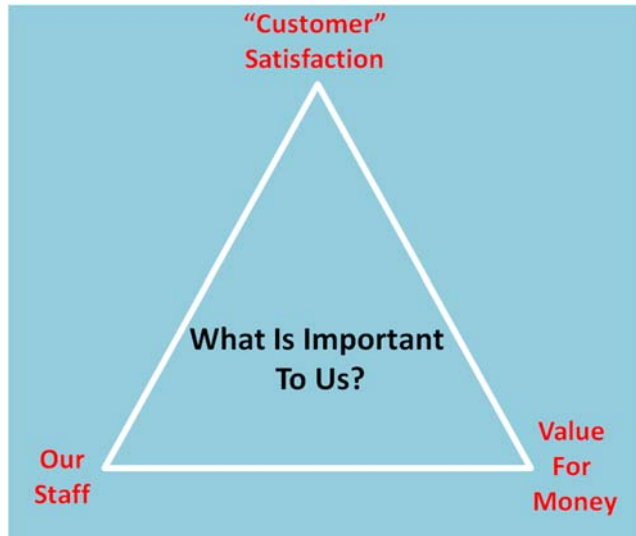 “Customer”
Satisfaction
What Is Important
To Us?
Our
Staff
Value
For
Money